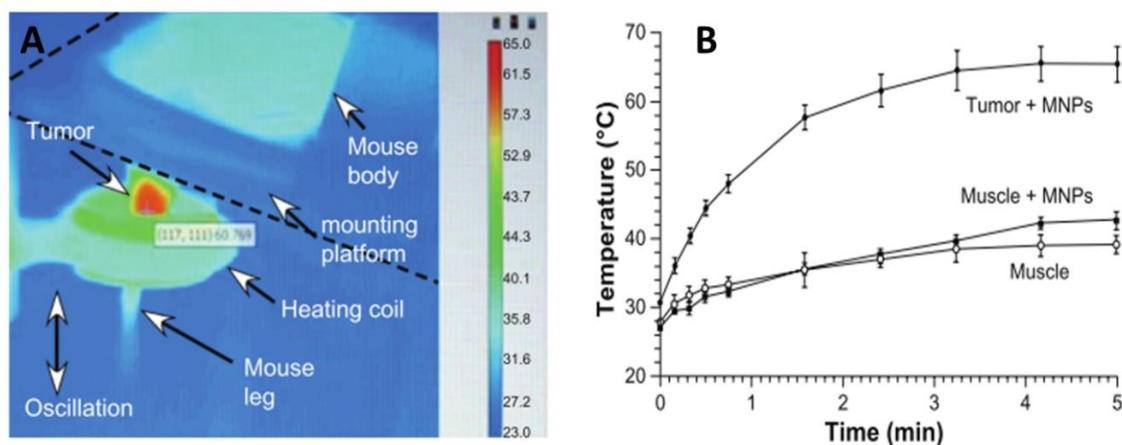 A
Tumor
Mouse
body
mounting
platform
(117, 111) 60.769
Heating coil
Mouse
leg
Oscillation
65.0
61.5
57.3
52.9
43.7
44.3
40.1
35.8
31.6
27.2
23.0
B
Temperature (°C)
70
60
50
40
30
20
Tumor + MNPs
Muscle + MNPs
Muscle
0
1
2
3
4
5
Time (min)